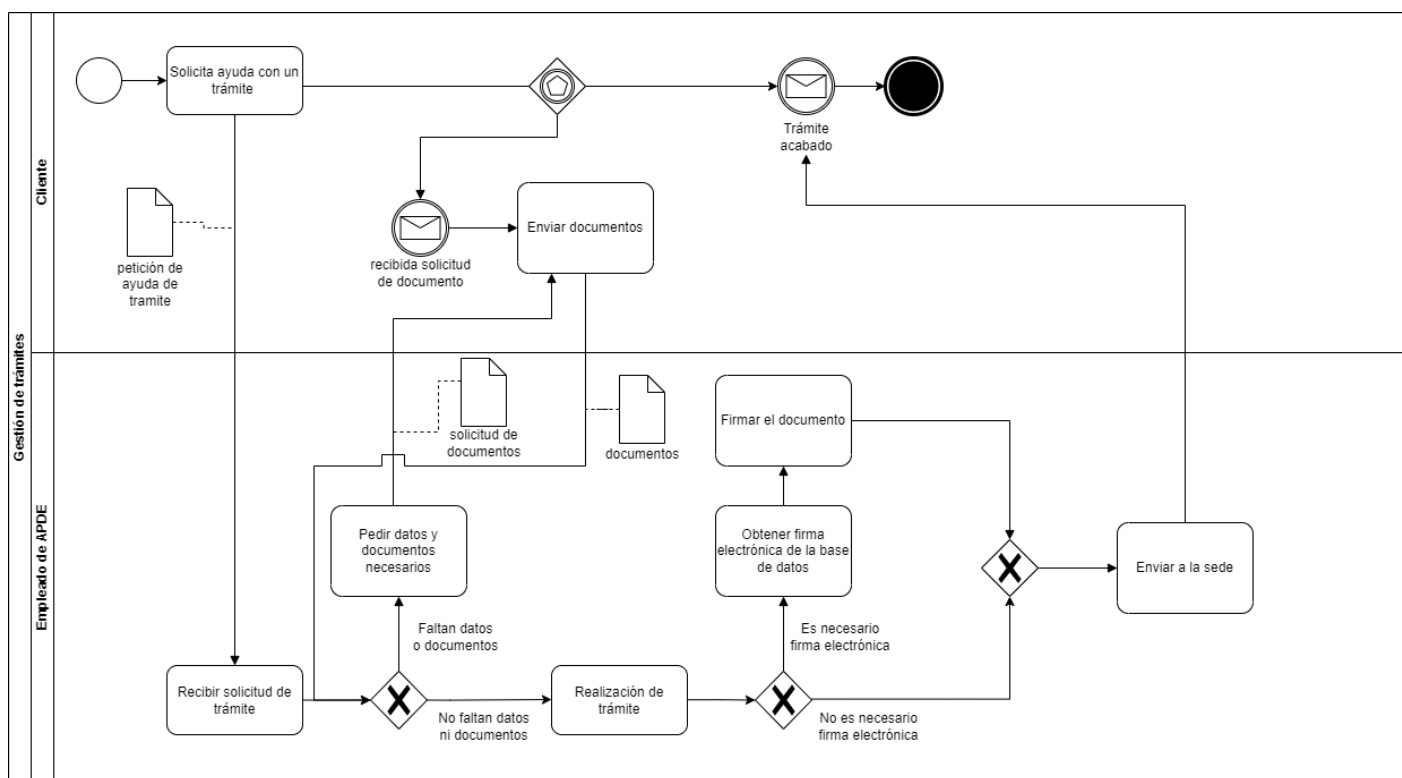 Gestión de trámites
Cliente
Solicita ayuda con un
trámite
Trámite
acabado
Enviar documentos
recibida solicitud
de documento
petición de
ayuda de
tramite
Empleado de APDE
solicitud de
documentos
documentos
Firmar el documento
Pedir datos y
documentos
necesarios
Obtener firma
electrónica de la base
de datos
Enviar a la sede
Faltan datos
o documentos
Es necesario
firma electrónica
Recibir solicitud de
trámite
Realización de
trámite
No faltan datos
ni documentos
No es necesario
firma electrónica